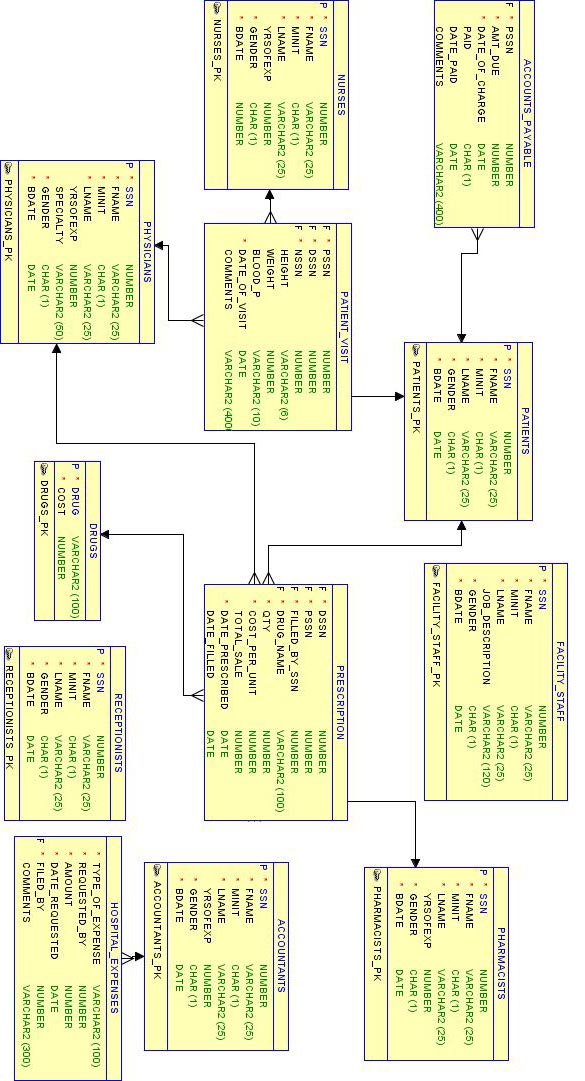 ACCOUNTS_PAYABLE
F * PSSN NUMBER
* AMT_DUE NUMBER
* DATE_OF_CHARGE DATE
PAID CHAR (1)
DATE_PAID DATE
COMMENTS VARCHAR2 (400)
PATIENTS
P * SSN NUMBER
* FNAME VARCHAR2 (25)
* MINIT CHAR (1)
* LNAME VARCHAR2 (25)
* GENDER CHAR (1)
* BDATE DATE
PATIENTS_PK
FACILITY_STAFF
P * SSN NUMBER
* FNAME VARCHAR2 (25)
* MINIT CHAR (1)
* LNAME VARCHAR2 (25)
JOB_DESCRIPTION VARCHAR2 (120)
* GENDER CHAR (1)
* BDATE DATE
FACILITY_STAFF_PK
PHARMACISTS
P * SSN NUMBER
* FNAME VARCHAR2 (25)
* MINIT CHAR (1)
* LNAME VARCHAR2 (25)
YRSOFEXP NUMBER
* GENDER CHAR (1)
* BDATE DATE
PHARMACISTS_PK
NURSES
P * SSN NUMBER
* FNAME VARCHAR2 (25)
* MINIT CHAR (1)
* LNAME VARCHAR2 (25)
YRSOFEXP NUMBER
* GENDER CHAR (1)
* BDATE NUMBER
NURSES_PK
PATIENT_VISIT
F * PSSN NUMBER
F * DSSN NUMBER
F * NSSN NUMBER
HEIGHT VARCHAR2 (6)
WEIGHT NUMBER
BLOOD_P VARCHAR2 (10)
* DATE_OF_VISIT DATE
COMMENTS VARCHAR2 (4000)
PRESCRIPTION
F * DSSN NUMBER
F * PSSN NUMBER
F * FILLED_BY_SSN NUMBER
F * DRUG_NAME VARCHAR2 (100)
* QTY NUMBER
* COST_PER_UNIT NUMBER
TOTAL_SALE NUMBER
* DATE_PRESCRIBED DATE
DATE_FILLED DATE
ACCOUNTANTS
P * SSN NUMBER
* FNAME VARCHAR2 (25)
* MINIT CHAR (1)
* LNAME VARCHAR2 (25)
YRSOFEXP NUMBER
* GENDER CHAR (1)
* BDATE DATE
ACCOUNTANTS_PK
PHYSICIANS
P * SSN NUMBER
* FNAME VARCHAR2 (25)
* MINIT CHAR (1)
* LNAME VARCHAR2 (25)
YRSOFEXP NUMBER
SPECIALTY VARCHAR2 (50)
* GENDER CHAR (1)
* BDATE DATE
PHYSICIANS_PK
DRUGS
P * DRUG VARCHAR2 (100)
* COST NUMBER
DRUGS_PK
RECEPTIONISTS
P * SSN NUMBER
* FNAME VARCHAR2 (25)
* MINIT CHAR (1)
* LNAME VARCHAR2 (25)
* GENDER CHAR (1)
* BDATE DATE
RECEPTIONISTS_PK
HOSPITAL_EXPENSES
* TYPE_OF_EXPENSE VARCHAR2 (100)
* REQUESTED_BY NUMBER
* AMOUNT NUMBER
* DATE_REQUESTED DATE
F * FILED_BY NUMBER
COMMENTS VARCHAR2 (300)